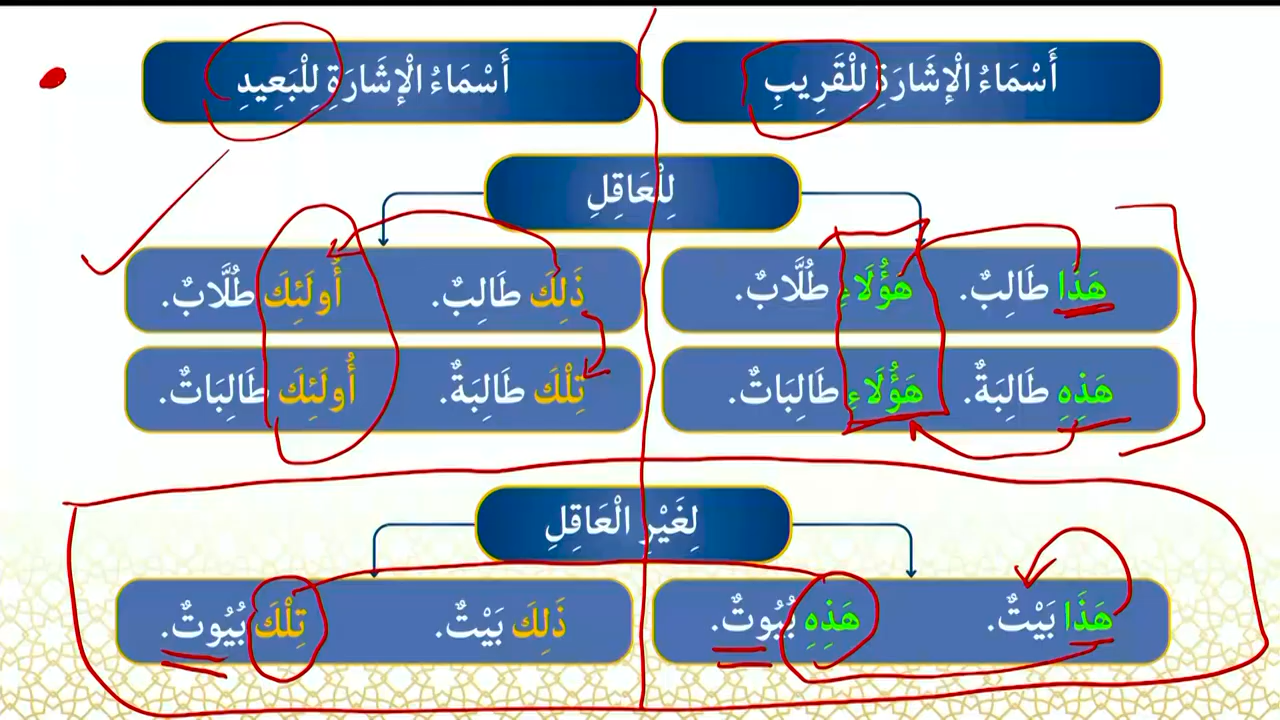 أَسْمَاءُ الْإِشَارَةِ لِلْقَرِيبِ
أَسْمَاءُ الْإِشَارَةِ لِلْبَعِيدِ
لِلْعَاقِلِ
هَذَا طَالِبٌ. هَؤُلَاءِ طُلَّابٌ.
ذَلِكَ طَالِبٌ. أُولَئِكَ طُلَّابٌ.
هَذِهِ طَالِبَةٌ. هَؤُلَاءِ طَالِبَاتٌ.
تِلْكَ طَالِبَةٌ. أُولَئِكَ طَالِبَاتٌ.
لِغَيْرِ الْعَاقِلِ
هَذَا بَيْتٌ. هَذِهِ بُيُوتٌ.
ذَلِكَ بَيْتٌ. تِلْكَ بُيُوتٌ.